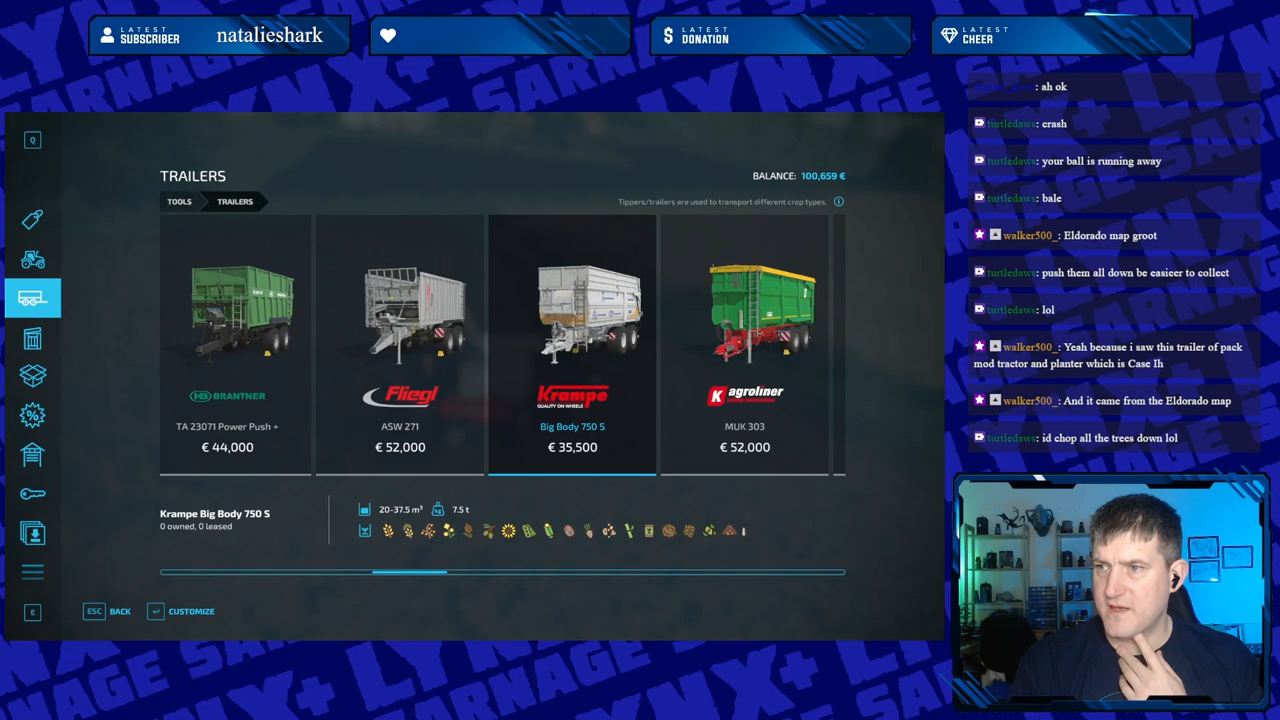 LATEST
SUBSCRIBER
natalieshark
LATEST
DONATION
LATEST
CHEER
: ah ok
turtledaws: crash
turtledaws: your ball is running away
turtledaws: bale
walker500_: Eldorado map groot
turtledaws: push them all down be easieer to collect
turtledaws: lol
walker500_: Yeah because i saw this trailer of pack
mod tractor and planter which is Case Ih
walker500_: And it came from the Eldorado map
turtledaws: id chop all the trees down lol
Q
TRAILERS
BALANCE: 100,659 €
TOOLS
TRAILERS
Tippers/trailers are used to transport different crop types.
HB BRANTNER
TA 23071 Power Push +
€ 44,000
Fliegl
ASW 271
€ 52,000
Krampe
QUALITY ON WHEELS
Big Body 750 S
€ 35,500
K agroliner
MUK 303
€ 52,000
Krampe Big Body 750 S
0 owned, 0 leased
20-37.5 m³
7.5 t
E
ESC BACK
CUSTOMIZE
LYNX+
SARNAGE